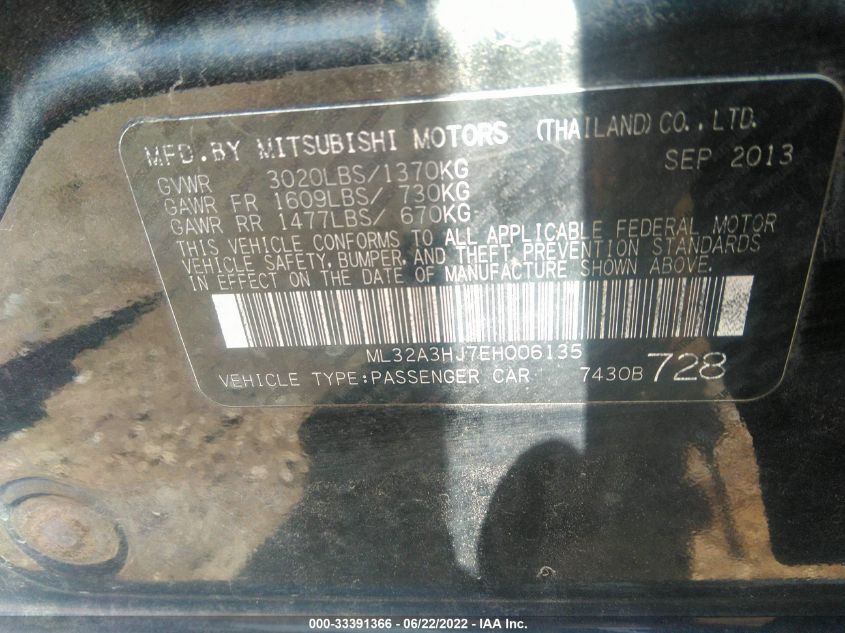 MFD.BY MITSUBISHI MOTORS (THAILAND) CO.,LTD.
SEP 2013
GVWR 3020LBS/1370KG
GAWR FR 1609LBS/ 730KG
GAWR RR 1477LBS/ 670KG
THIS VEHICLE CONFORMS TO ALL APPLICABLE FEDERAL MOTOR
VEHICLE SAFETY, BUMPER, AND THEFT PREVENTION STANDARDS
IN EFFECT ON THE DATE OF MANUFACTURE SHOWN ABOVE.
ML32A3HJ7EH006135
VEHICLE TYPE:PASSENGER CAR 7430B 728
000-33391366 - 06/22/2022 - IAA Inc.